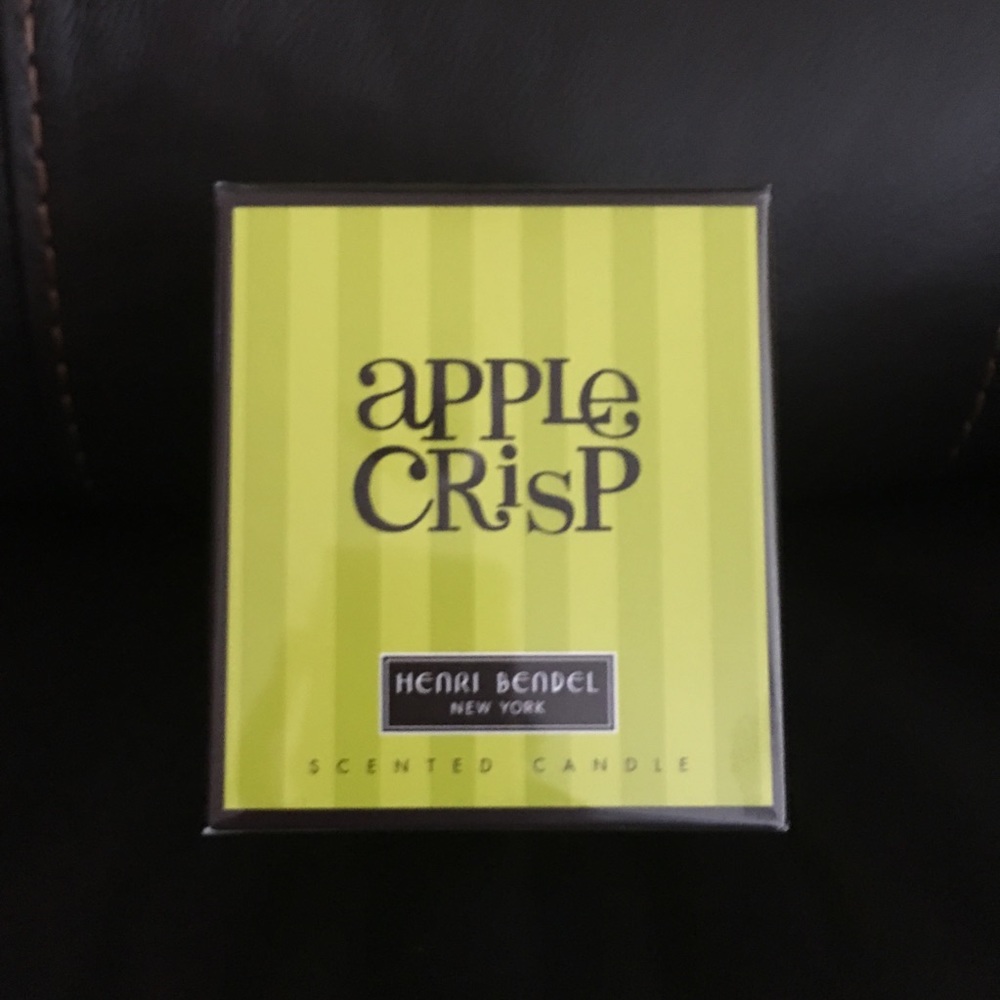 aPPLe
CRisP
HENRI BENDEL
NEW YORK
SCENTED CANDLE